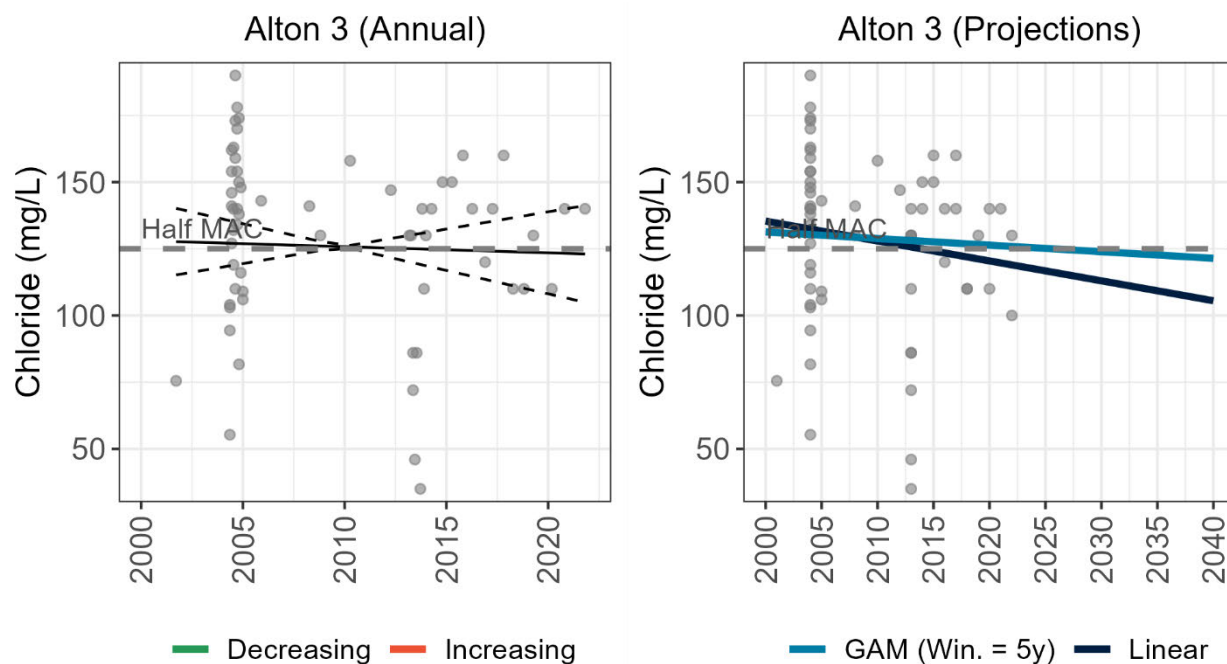 Alton 3 (Annual)
Chloride (mg/L)
150
100
50
Half MAC
2000
2005
2010
2015
2020
Decreasing
Increasing
Alton 3 (Projections)
Chloride (mg/L)
150
100
50
Half MAC
2000
2005
2010
2015
2020
2025
2030
2035
2040
GAM (Win. = 5y)
Linear